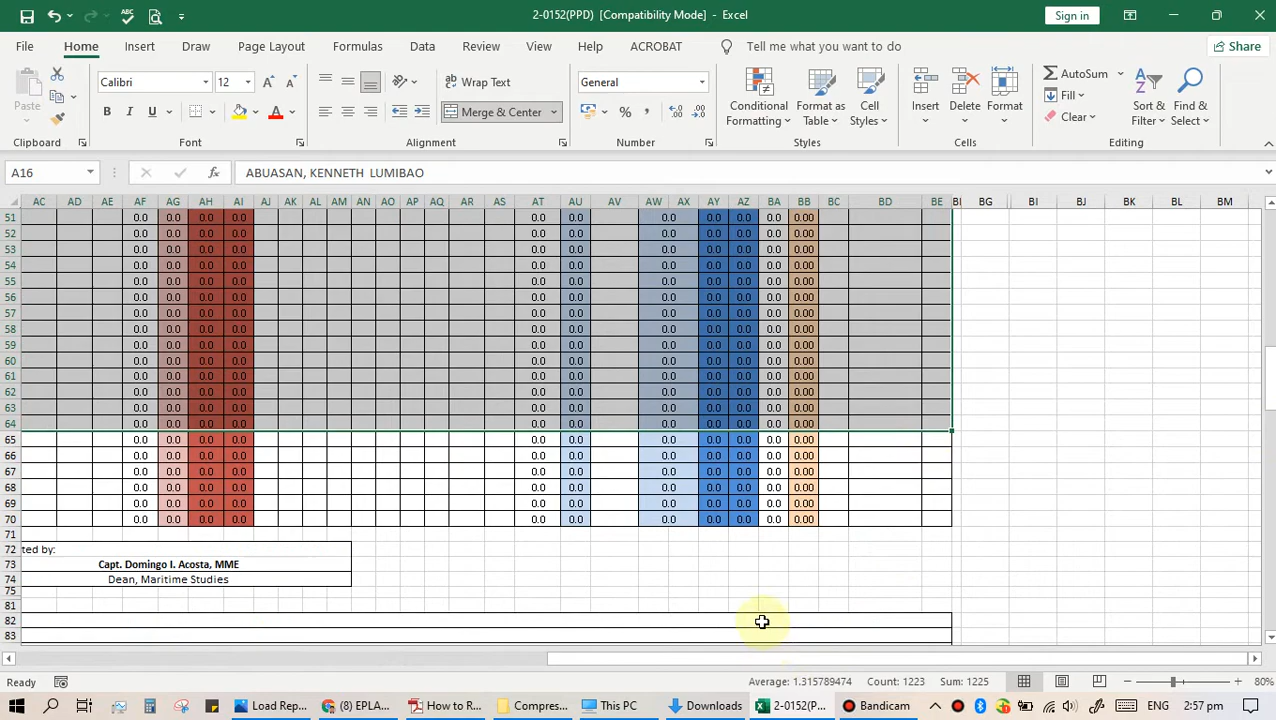 2-0152(PPD) [Compatibility Mode] - Excel
Sign in
File Home Insert Draw Page Layout Formulas Data Review View Help ACROBAT Tell me what you want to do Share
Paste
Clipboard
Calibri 12
B I U
Font
Wrap Text
Merge & Center
Alignment
General
Number
Conditional Formatting
Format as Table
Cell Styles
Styles
Insert
Delete
Format
Cells
AutoSum
Fill
Clear
Sort & Filter
Find & Select
Editing
A16 fx ABUASAN, KENNETH LUMIBAO
AC AD AE AF AG AH AI AJ AK AL AM AN AO AP AQ AR AS AT AU AV AW AX AY AZ BA BB BC BD BE BG BI BJ BK BL BM
51 0.0 0.0 0.0 0.0 0.0 0.0 0.0 0.0 0.0 0.0 0.00
52 0.0 0.0 0.0 0.0 0.0 0.0 0.0 0.0 0.0 0.0 0.00
53 0.0 0.0 0.0 0.0 0.0 0.0 0.0 0.0 0.0 0.0 0.00
54 0.0 0.0 0.0 0.0 0.0 0.0 0.0 0.0 0.0 0.0 0.00
55 0.0 0.0 0.0 0.0 0.0 0.0 0.0 0.0 0.0 0.0 0.00
56 0.0 0.0 0.0 0.0 0.0 0.0 0.0 0.0 0.0 0.0 0.00
57 0.0 0.0 0.0 0.0 0.0 0.0 0.0 0.0 0.0 0.0 0.00
58 0.0 0.0 0.0 0.0 0.0 0.0 0.0 0.0 0.0 0.0 0.00
59 0.0 0.0 0.0 0.0 0.0 0.0 0.0 0.0 0.0 0.0 0.00
60 0.0 0.0 0.0 0.0 0.0 0.0 0.0 0.0 0.0 0.0 0.00
61 0.0 0.0 0.0 0.0 0.0 0.0 0.0 0.0 0.0 0.0 0.00
62 0.0 0.0 0.0 0.0 0.0 0.0 0.0 0.0 0.0 0.0 0.00
63 0.0 0.0 0.0 0.0 0.0 0.0 0.0 0.0 0.0 0.0 0.00
64 0.0 0.0 0.0 0.0 0.0 0.0 0.0 0.0 0.0 0.0 0.00
65 0.0 0.0 0.0 0.0 0.0 0.0 0.0 0.0 0.0 0.0 0.00
66 0.0 0.0 0.0 0.0 0.0 0.0 0.0 0.0 0.0 0.0 0.00
67 0.0 0.0 0.0 0.0 0.0 0.0 0.0 0.0 0.0 0.0 0.00
68 0.0 0.0 0.0 0.0 0.0 0.0 0.0 0.0 0.0 0.0 0.00
69 0.0 0.0 0.0 0.0 0.0 0.0 0.0 0.0 0.0 0.0 0.00
70 0.0 0.0 0.0 0.0 0.0 0.0 0.0 0.0 0.0 0.0 0.00
71
72 ted by:
73 Capt. Domingo I. Acosta, MME
74 Dean, Maritime Studies
75
81
82
83
Ready Average: 1.315789474 Count: 1223 Sum: 1225 80%
Load Rep... (8) EPLA... How to R... Compres... This PC Downloads 2-0152(PP... Bandicam ENG 2:57 pm